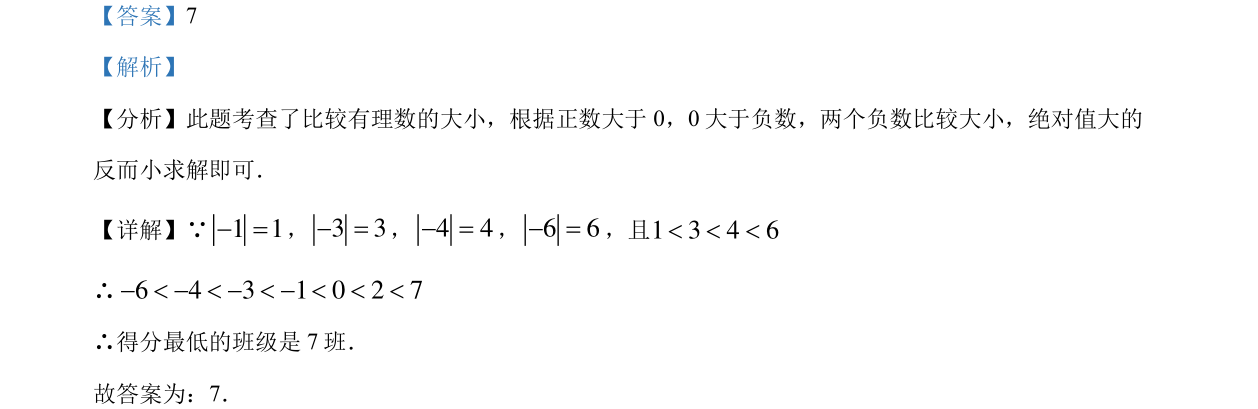 【答案】7
【解析】
【分析】此题考查了比较有理数的大小，根据正数大于 0，0 大于负数，两个负数比较大小，绝对值大的
反而小求解即可．
【详解】∵|−1|=1，|−3|=3，|−4|=4，|−6|=6，且1<3<4<6
∴−6<−4<−3<−1<0<2<7
∴得分最低的班级是 7 班．
故答案为：7．